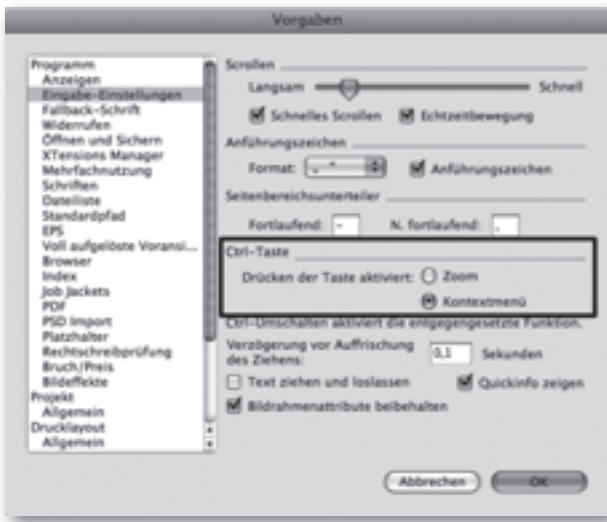 Vorgaben
Programm
Anzeigen
Eingabe-Einstellungen
Fallback-Schrift
Widerrufen
Öffnen und Sichern
XTensions Manager
Mehrfachnutzung
Schriften
Dateiliste
Standardpfad
EPS
Voll aufgelöste Voransi...
Browser
Index
Job Jackets
PDF
PSD Import
Platzhalter
Rechtschreibprüfung
Bruch/Preis
Bildeffekte
Projekt
Allgemein
Drucklayout
Allgemein
Scrollen
Langsam Schnell
Schnelles Scrollen Echtzeitbewegung
Anführungszeichen
Format: „ “ Anführungszeichen
Seitenbereichsunterteiler
Fortlaufend: - N. fortlaufend: ,
Ctrl-Taste
Drücken der Taste aktiviert: Zoom
Kontextmenü
Ctrl-Umschalten aktiviert die entgegengesetzte Funktion.
Verzögerung vor Auffrischung
des Ziehens: 0,1 Sekunden
Text ziehen und loslassen Quickinfo zeigen
Bildrahmenattribute beibehalten
Abbrechen OK